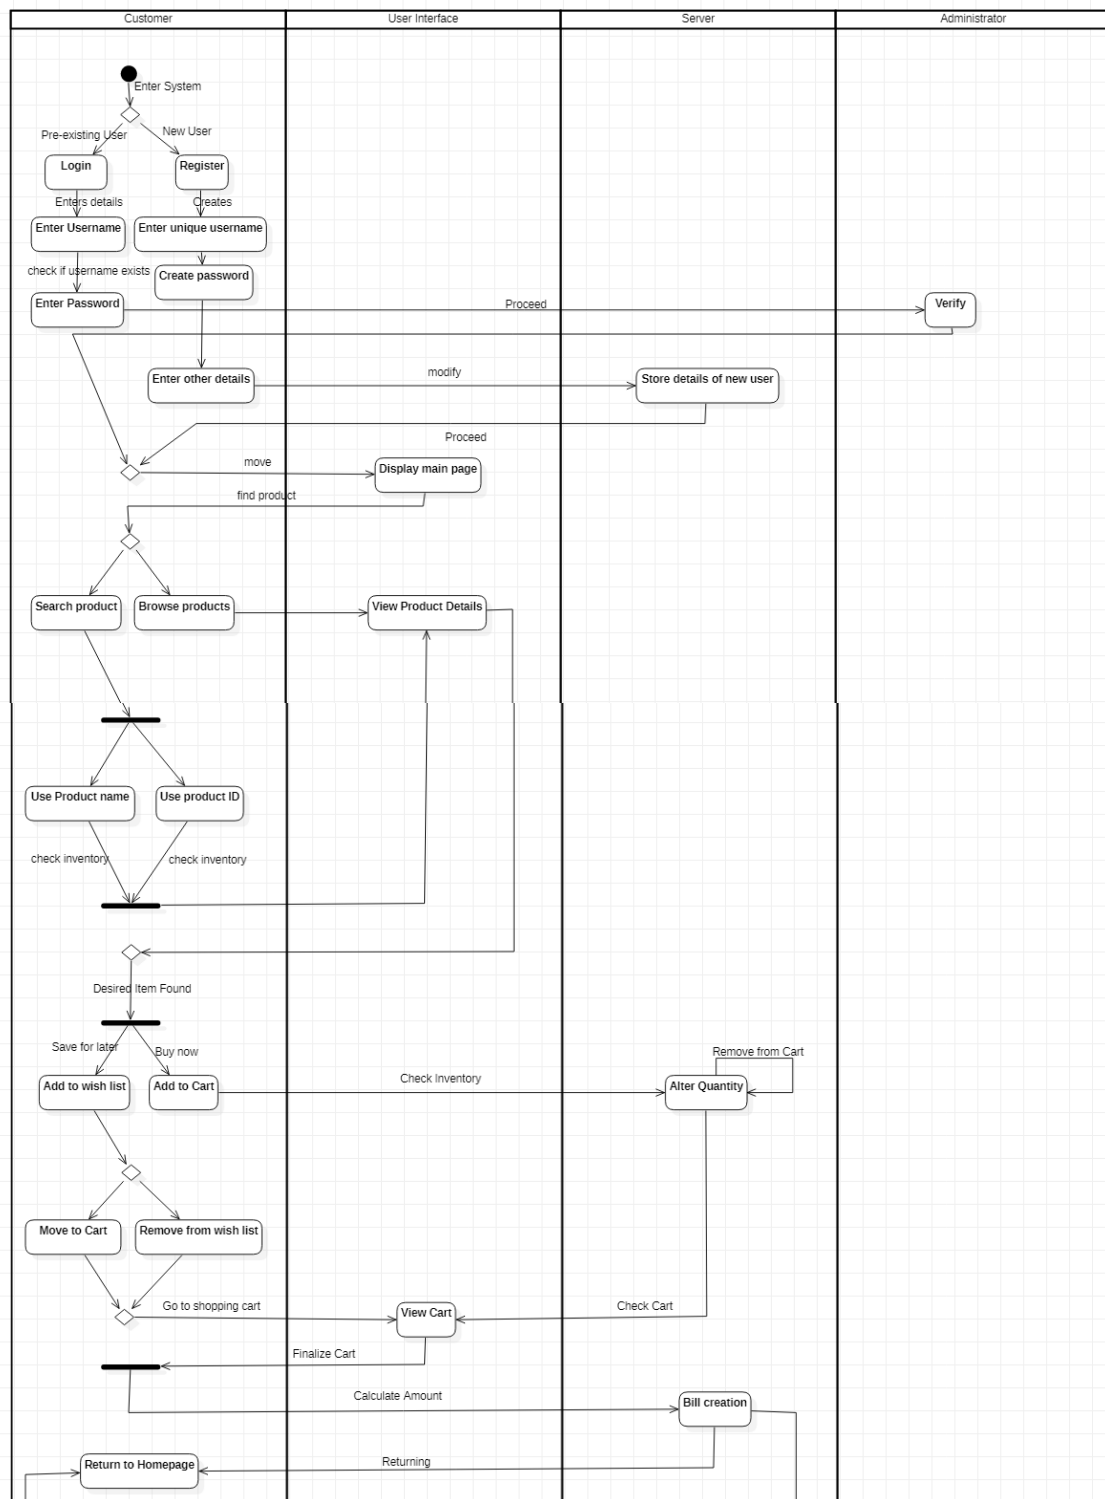 Customer
User Interface
Server
Administrator
Enter System
Pre-existing User
New User
Login
Register
Enters details
Creates
Enter Username
Enter unique username
check if username exists
Create password
Enter Password
Proceed
Verify
Enter other details
modify
Store details of new user
Proceed
move
Display main page
find product
Search product
Browse products
View Product Details
Use Product name
Use product ID
check inventory
check inventory
Desired Item Found
Save for later
Buy now
Remove from Cart
Add to wish list
Add to Cart
Check Inventory
Alter Quantity
Move to Cart
Remove from wish list
Go to shopping cart
View Cart
Check Cart
Finalize Cart
Calculate Amount
Bill creation
Return to Homepage
Returning